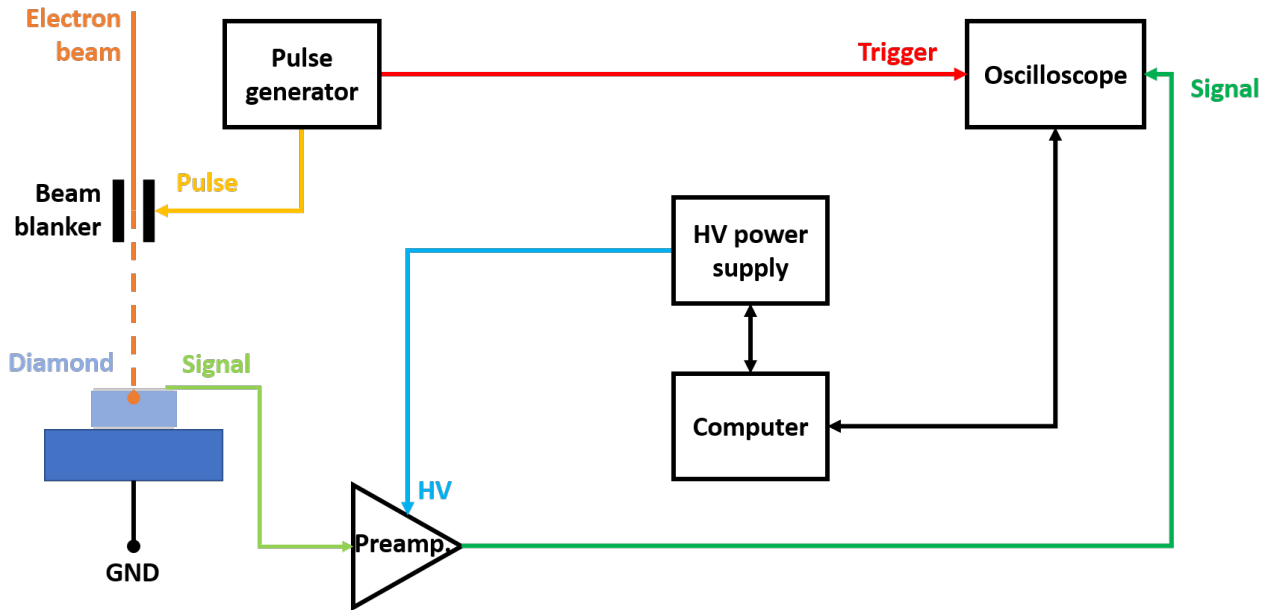 Electron
beam
Pulse
generator
Trigger
Oscilloscope
Signal
Beam
blanker
Pulse
HV power
supply
Diamond
Signal
Computer
HV
Preamp.
GND